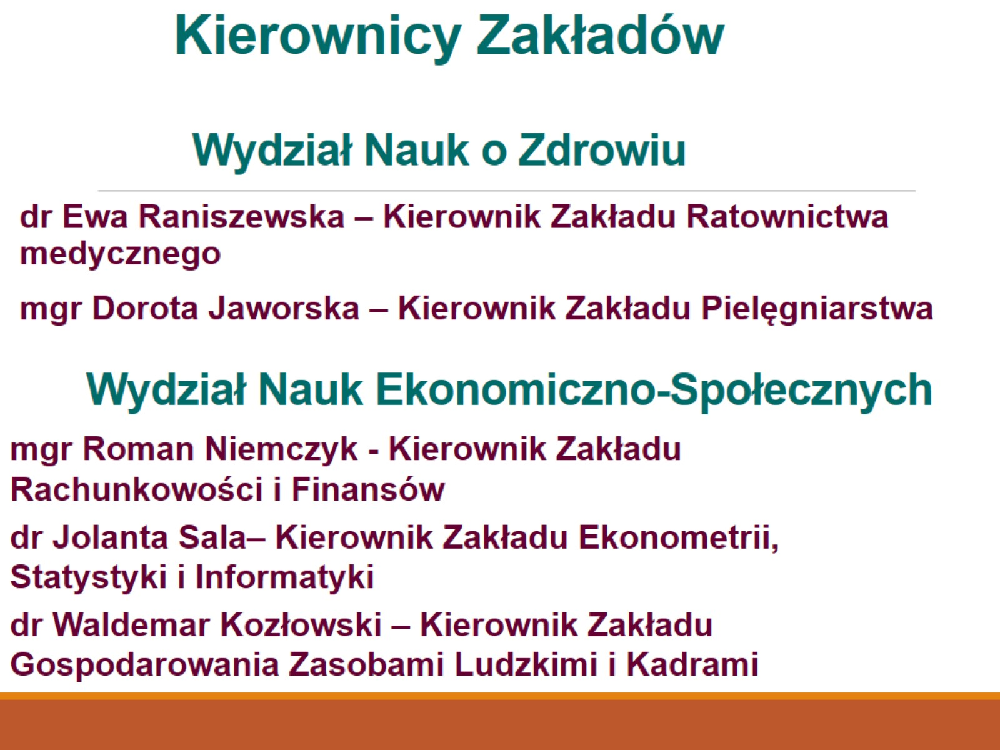 Kierownicy Zakładów
Wydział Nauk o Zdrowiu
dr Ewa Raniszewska – Kierownik Zakładu Ratownictwa
medycznego
mgr Dorota Jaworska – Kierownik Zakładu Pielęgniarstwa
Wydział Nauk Ekonomiczno-Społecznych
mgr Roman Niemczyk - Kierownik Zakładu
Rachunkowości i Finansów
dr Jolanta Sala– Kierownik Zakładu Ekonometrii,
Statystyki i Informatyki
dr Waldemar Kozłowski – Kierownik Zakładu
Gospodarowania Zasobami Ludzkimi i Kadrami